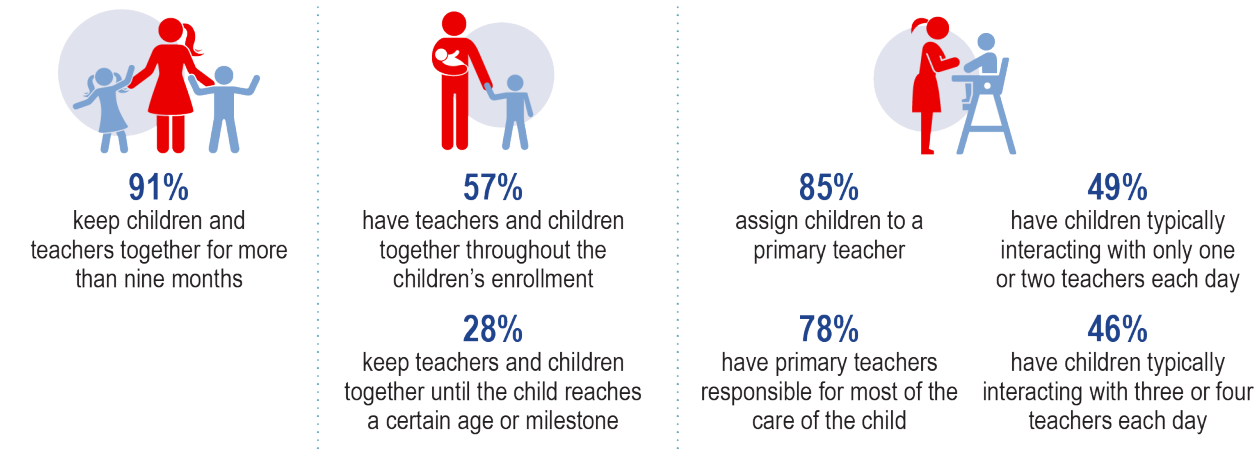 91%
keep children and
teachers together for more
than nine months
57%
have teachers and children
together throughout the
children’s enrollment
28%
keep teachers and children
together until the child reaches
a certain age or milestone
85%
assign children to a
primary teacher
78%
have primary teachers
responsible for most of the
care of the child
49%
have children typically
interacting with only one
or two teachers each day
46%
have children typically
interacting with three or four
teachers each day